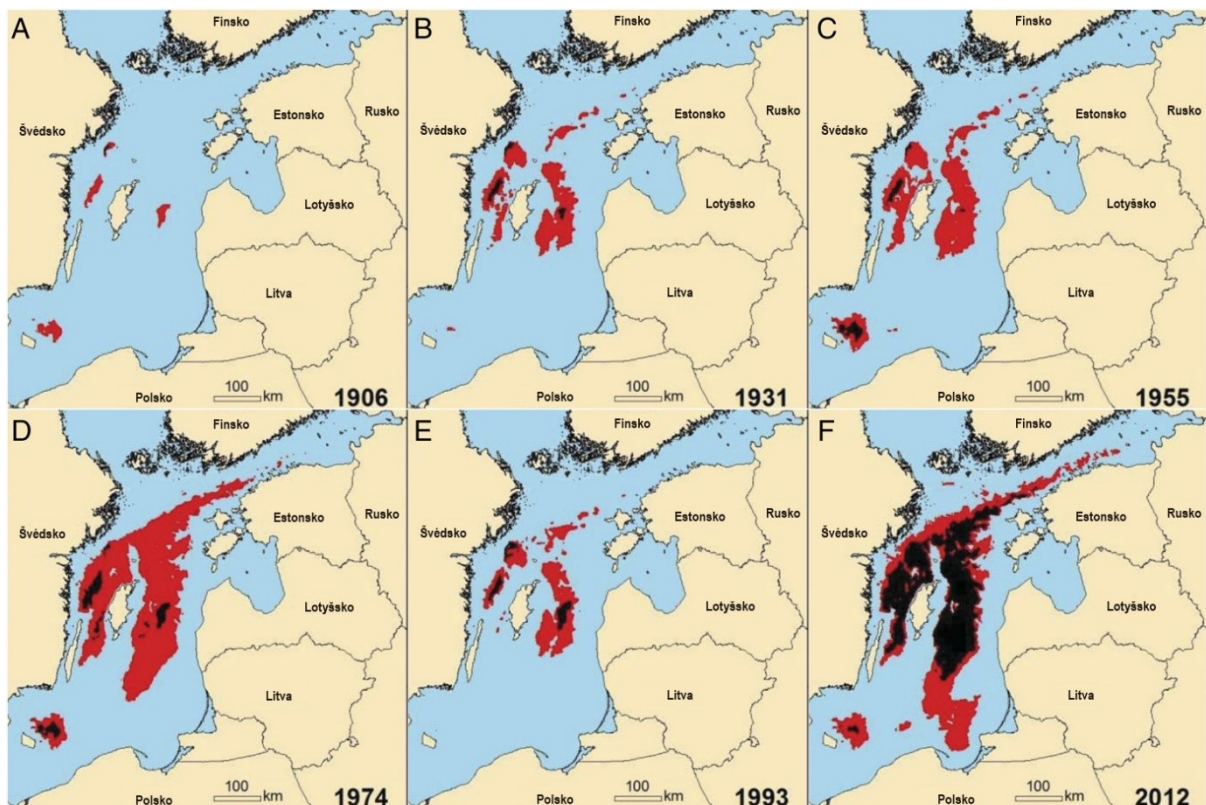 A
Finsko
Švédsko
Estonsko
Rusko
Lotyšsko
Litva
Polsko
100
km
1906
B
Finsko
Švédsko
Estonsko
Rusko
Lotyšsko
Litva
Polsko
100
km
1931
C
Finsko
Švédsko
Estonsko
Rusko
Lotyšsko
Litva
Polsko
100
km
1955
D
Finsko
Švédsko
Estonsko
Rusko
Lotyšsko
Litva
Polsko
100
km
1974
E
Finsko
Švédsko
Estonsko
Rusko
Lotyšsko
Litva
Polsko
100
km
1993
F
Finsko
Švédsko
Estonsko
Rusko
Lotyšsko
Litva
Polsko
100
km
2012